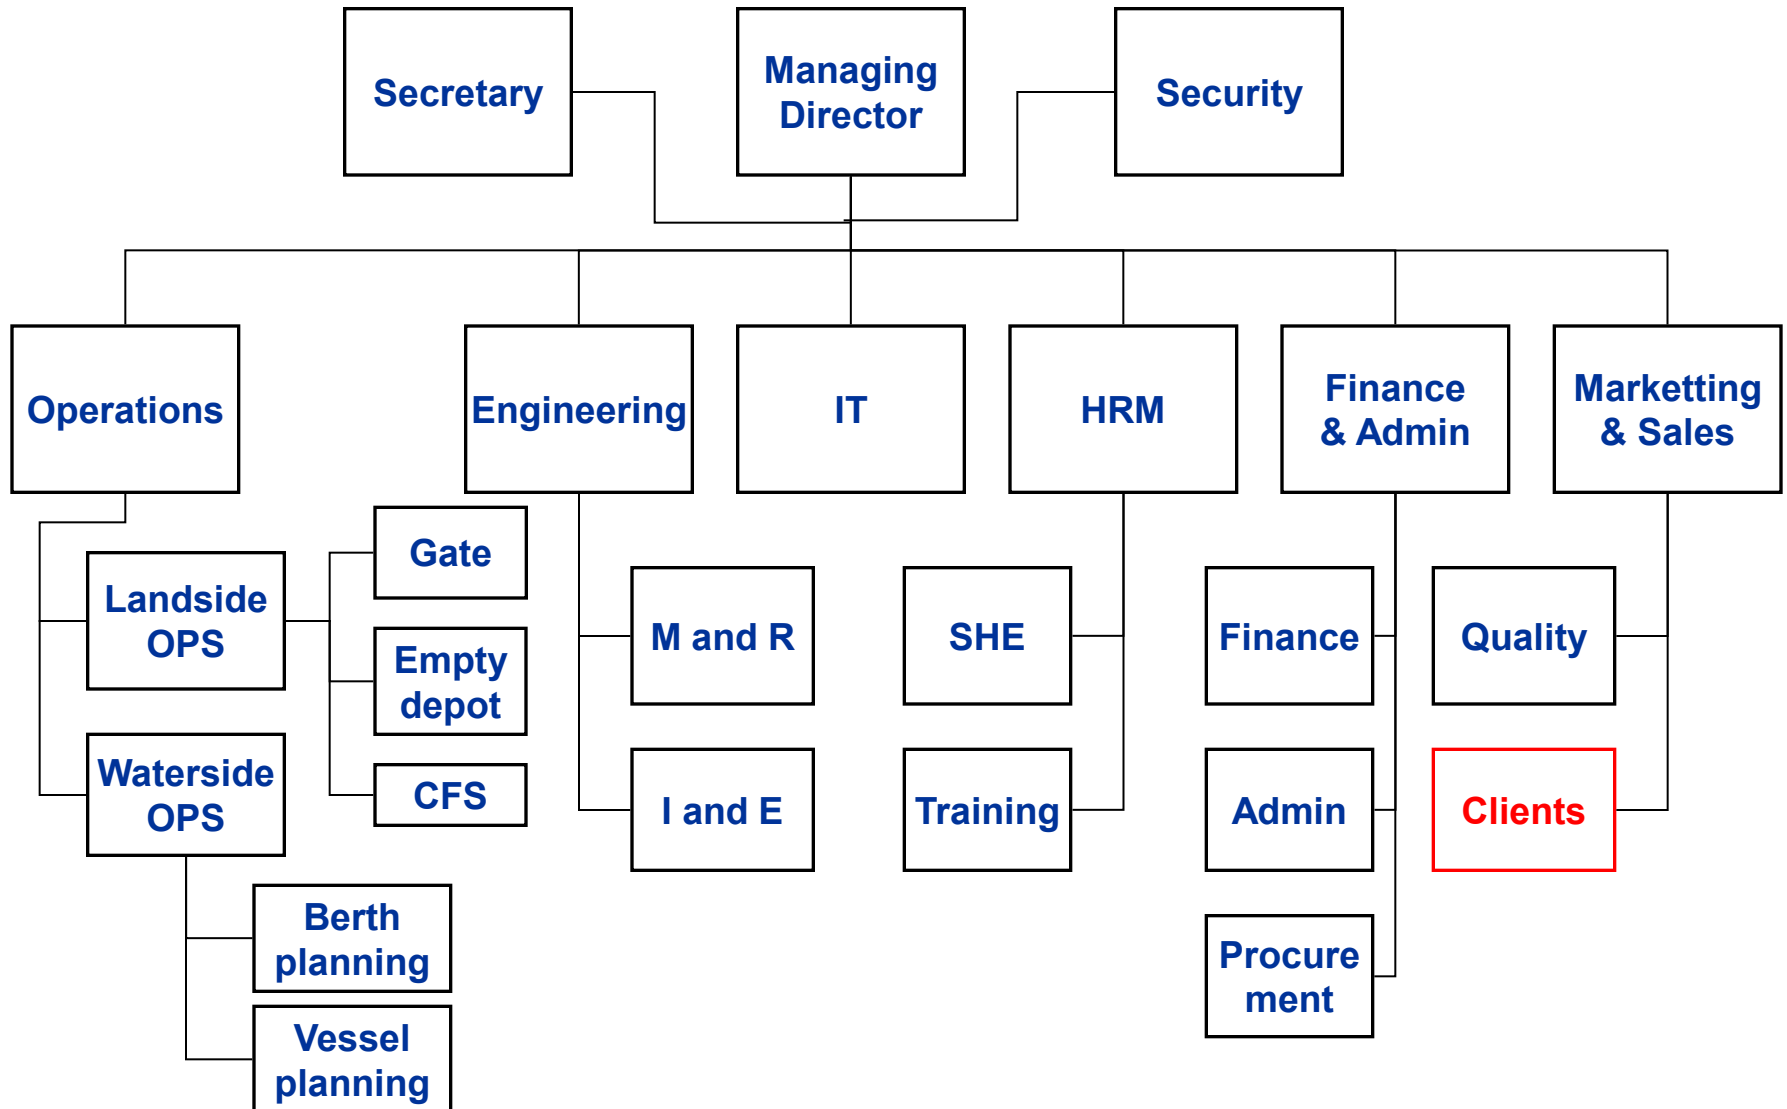 Secretary
Managing
Director
Security
Operations
Engineering
IT
HRM
Finance
& Admin
Marketting
& Sales
Landside
OPS
Waterside
OPS
Gate
Empty
depot
CFS
Berth
planning
Vessel
planning
M and R
I and E
SHE
Training
Finance
Admin
Procure
ment
Quality
Clients